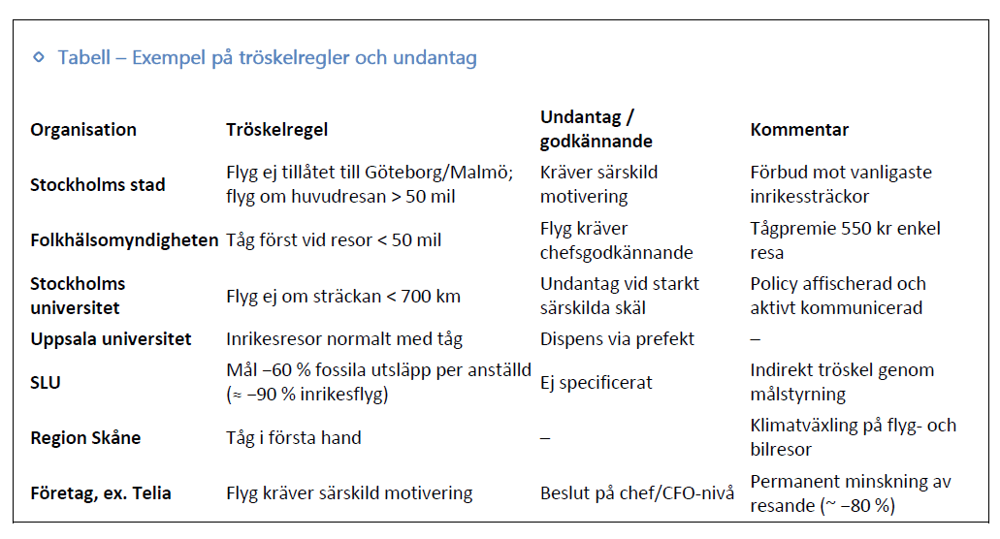 Tabell – Exempel på tröskelregler och undantag
Organisation Tröskelregel Undantag / godkännande Kommentar
Stockholms stad Flyg ej tillåtet till Göteborg/Malmö; flyg om huvudresan > 50 mil Kräver särskild motivering Förbud mot vanligaste inrikessträckor
Folkhälsomyndigheten Tåg först vid resor < 50 mil Flyg kräver chefsgodkännande Tågpremie 550 kr enkel resa
Stockholms universitet Flyg ej om sträckan < 700 km Undantag vid starkt särskilda skäl Policy affischerad och aktivt kommunicerad
Uppsala universitet Inrikesresor normalt med tåg Dispens via prefekt –
SLU Mål −60 % fossila utsläpp per anställd (≈ −90 % inrikesflyg) Ej specificerat Indirekt tröskel genom målstyrning
Region Skåne Tåg i första hand – Klimatväxling på flyg- och bilresor
Företag, ex. Telia Flyg kräver särskild motivering Beslut på chef/CFO-nivå Permanent minskning av resande (~ −80 %)